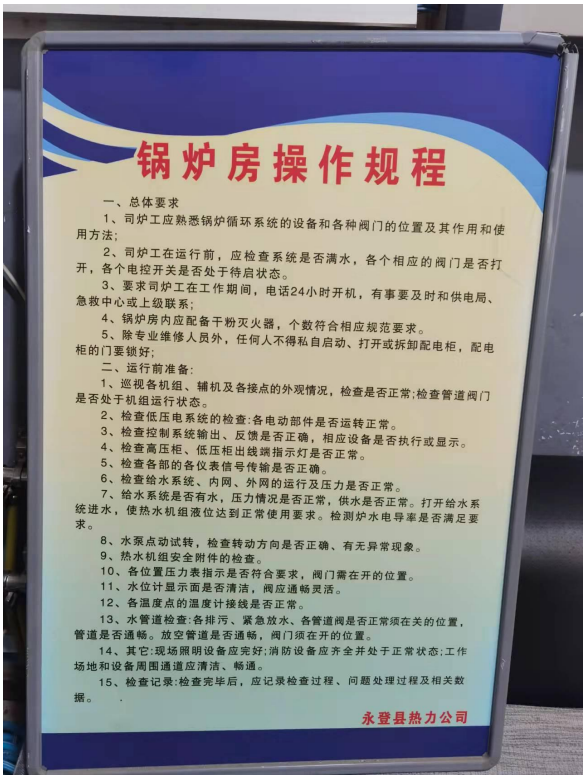 锅炉房操作规程
一、总体要求
1、司炉工应熟悉锅炉循环系统的设备和各种阀门的位置及其作用和使
用方法;
2、司炉工在运行前，应检查系统是否满水，各个相应的阀门是否打
开，各个电控开关是否处于待启状态。
3、要求司炉工在工作期间，电话24小时开机，有事要及时和供电局、
急救中心或上级联系;
4、锅炉房内应配备干粉灭火器，个数符合相应规范要求。
5、除专业维修人员外，任何人不得私自启动、打开或拆卸配电柜，配电
柜的门要锁好;
二、运行前准备:
1、巡视各机组、辅机及各接点的外观情况，检查是否正常;检查管道阀门
是否处于机组运行状态。
2、检查低压电系统的检查:各电动部件是否运转正常。
3、检查控制系统输出、反馈是否正确，相应设备是否执行或显示。
4、检查高压柜、低压柜出线端指示灯是否正常。
5、检查各部的各仪表信号传输是否正确。
6、检查给水系统、内网、外网的运行及压力是否正常。
7、给水系统是否有水，压力情况是否正常，供水是否正常。打开给水系
统进水，使热水机组液位达到正常使用要求。检测炉水电导率是否满足要
求。
8、水泵点动试转，检查转动方向是否正确、有无异常现象。
9、热水机组安全附件的检查。
10、各位置压力表指示是否符合要求，阀门需在开的位置。
11、水位计显示面是否清洁，阀应通畅灵活。
12、各温度点的温度计接线是否正常。
13、水管道检查:各排污、紧急放水、各管道阀是否正常须在关的位置，
管道是否通畅。放空管道是否通畅，阀门须在开的位置。
14、其它:现场照明设备应完好;消防设备应齐全并处于正常状态;工作
场地和设备周围通道应清洁、畅通。
15、检查记录:检查完毕后，应记录检查过程、问题处理过程及相关数
据。
永登县热力公司